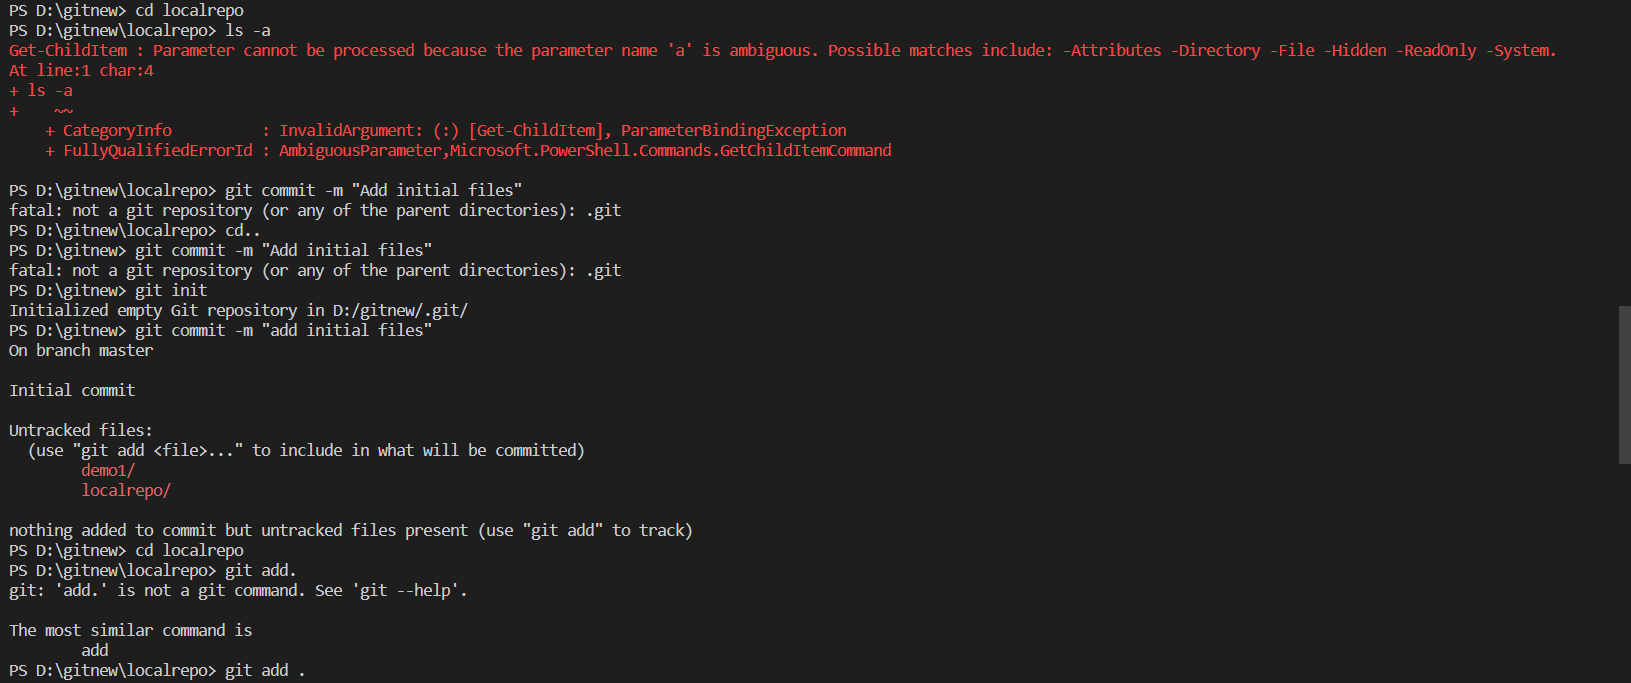 PS D:\gitnew> cd localrepo
PS D:\gitnew\localrepo> ls -a
Get-ChildItem : Parameter cannot be processed because the parameter name 'a' is ambiguous. Possible matches include: -Attributes -Directory -File -Hidden -ReadOnly -System.
At line:1 char:4
+ ls -a
+    ~~
    + CategoryInfo          : InvalidArgument: (:) [Get-ChildItem], ParameterBindingException
    + FullyQualifiedErrorId : AmbiguousParameter,Microsoft.PowerShell.Commands.GetChildItemCommand
PS D:\gitnew\localrepo> git commit -m "Add initial files"
fatal: not a git repository (or any of the parent directories): .git
PS D:\gitnew\localrepo> cd..
PS D:\gitnew> git commit -m "Add initial files"
fatal: not a git repository (or any of the parent directories): .git
PS D:\gitnew> git init
Initialized empty Git repository in D:/gitnew/.git/
PS D:\gitnew> git commit -m "add initial files"
On branch master
Initial commit
Untracked files:
  (use "git add <file>..." to include in what will be committed)
        demo1/
        localrepo/
nothing added to commit but untracked files present (use "git add" to track)
PS D:\gitnew> cd localrepo
PS D:\gitnew\localrepo> git add.
git: 'add.' is not a git command. See 'git --help'.
The most similar command is
        add
PS D:\gitnew\localrepo> git add .